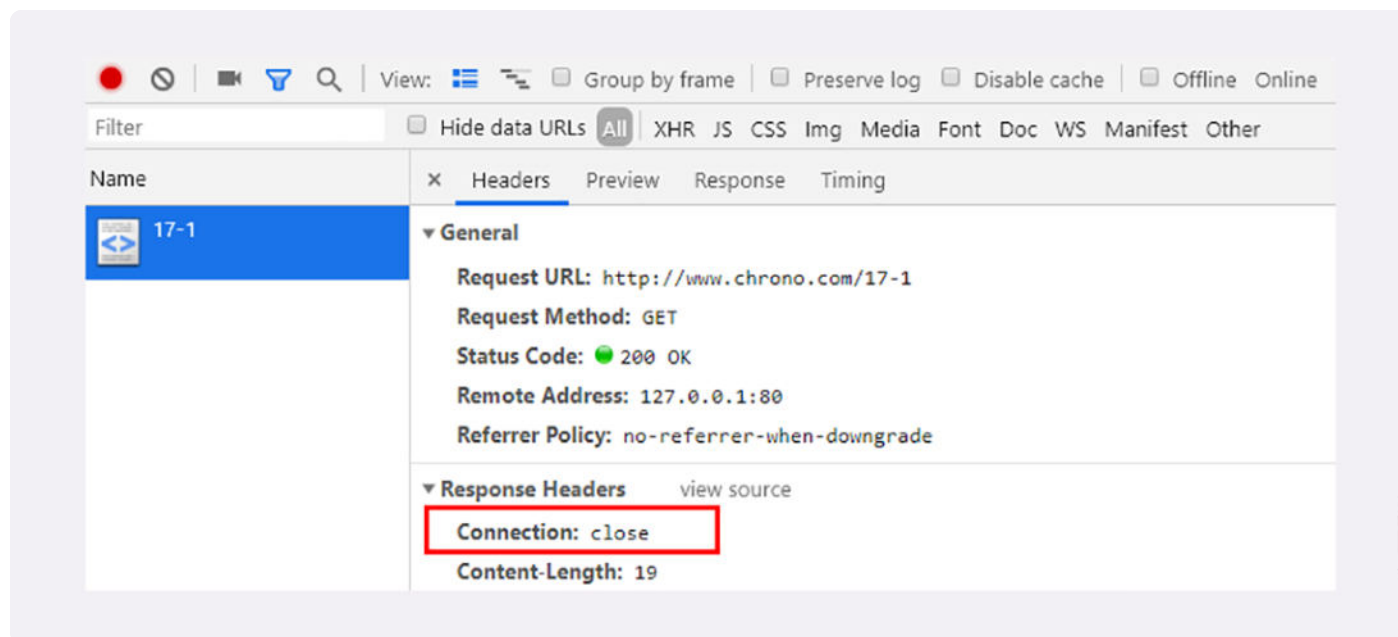 View: Group by frame Preserve log Disable cache Offline Online
Filter Hide data URLs All XHR JS CSS Img Media Font Doc WS Manifest Other
Name × Headers Preview Response Timing
17-1
▼ General
Request URL: http://www.chrono.com/17-1
Request Method: GET
Status Code: 200 OK
Remote Address: 127.0.0.1:80
Referrer Policy: no-referrer-when-downgrade
▼ Response Headers view source
Connection: close
Content-Length: 19